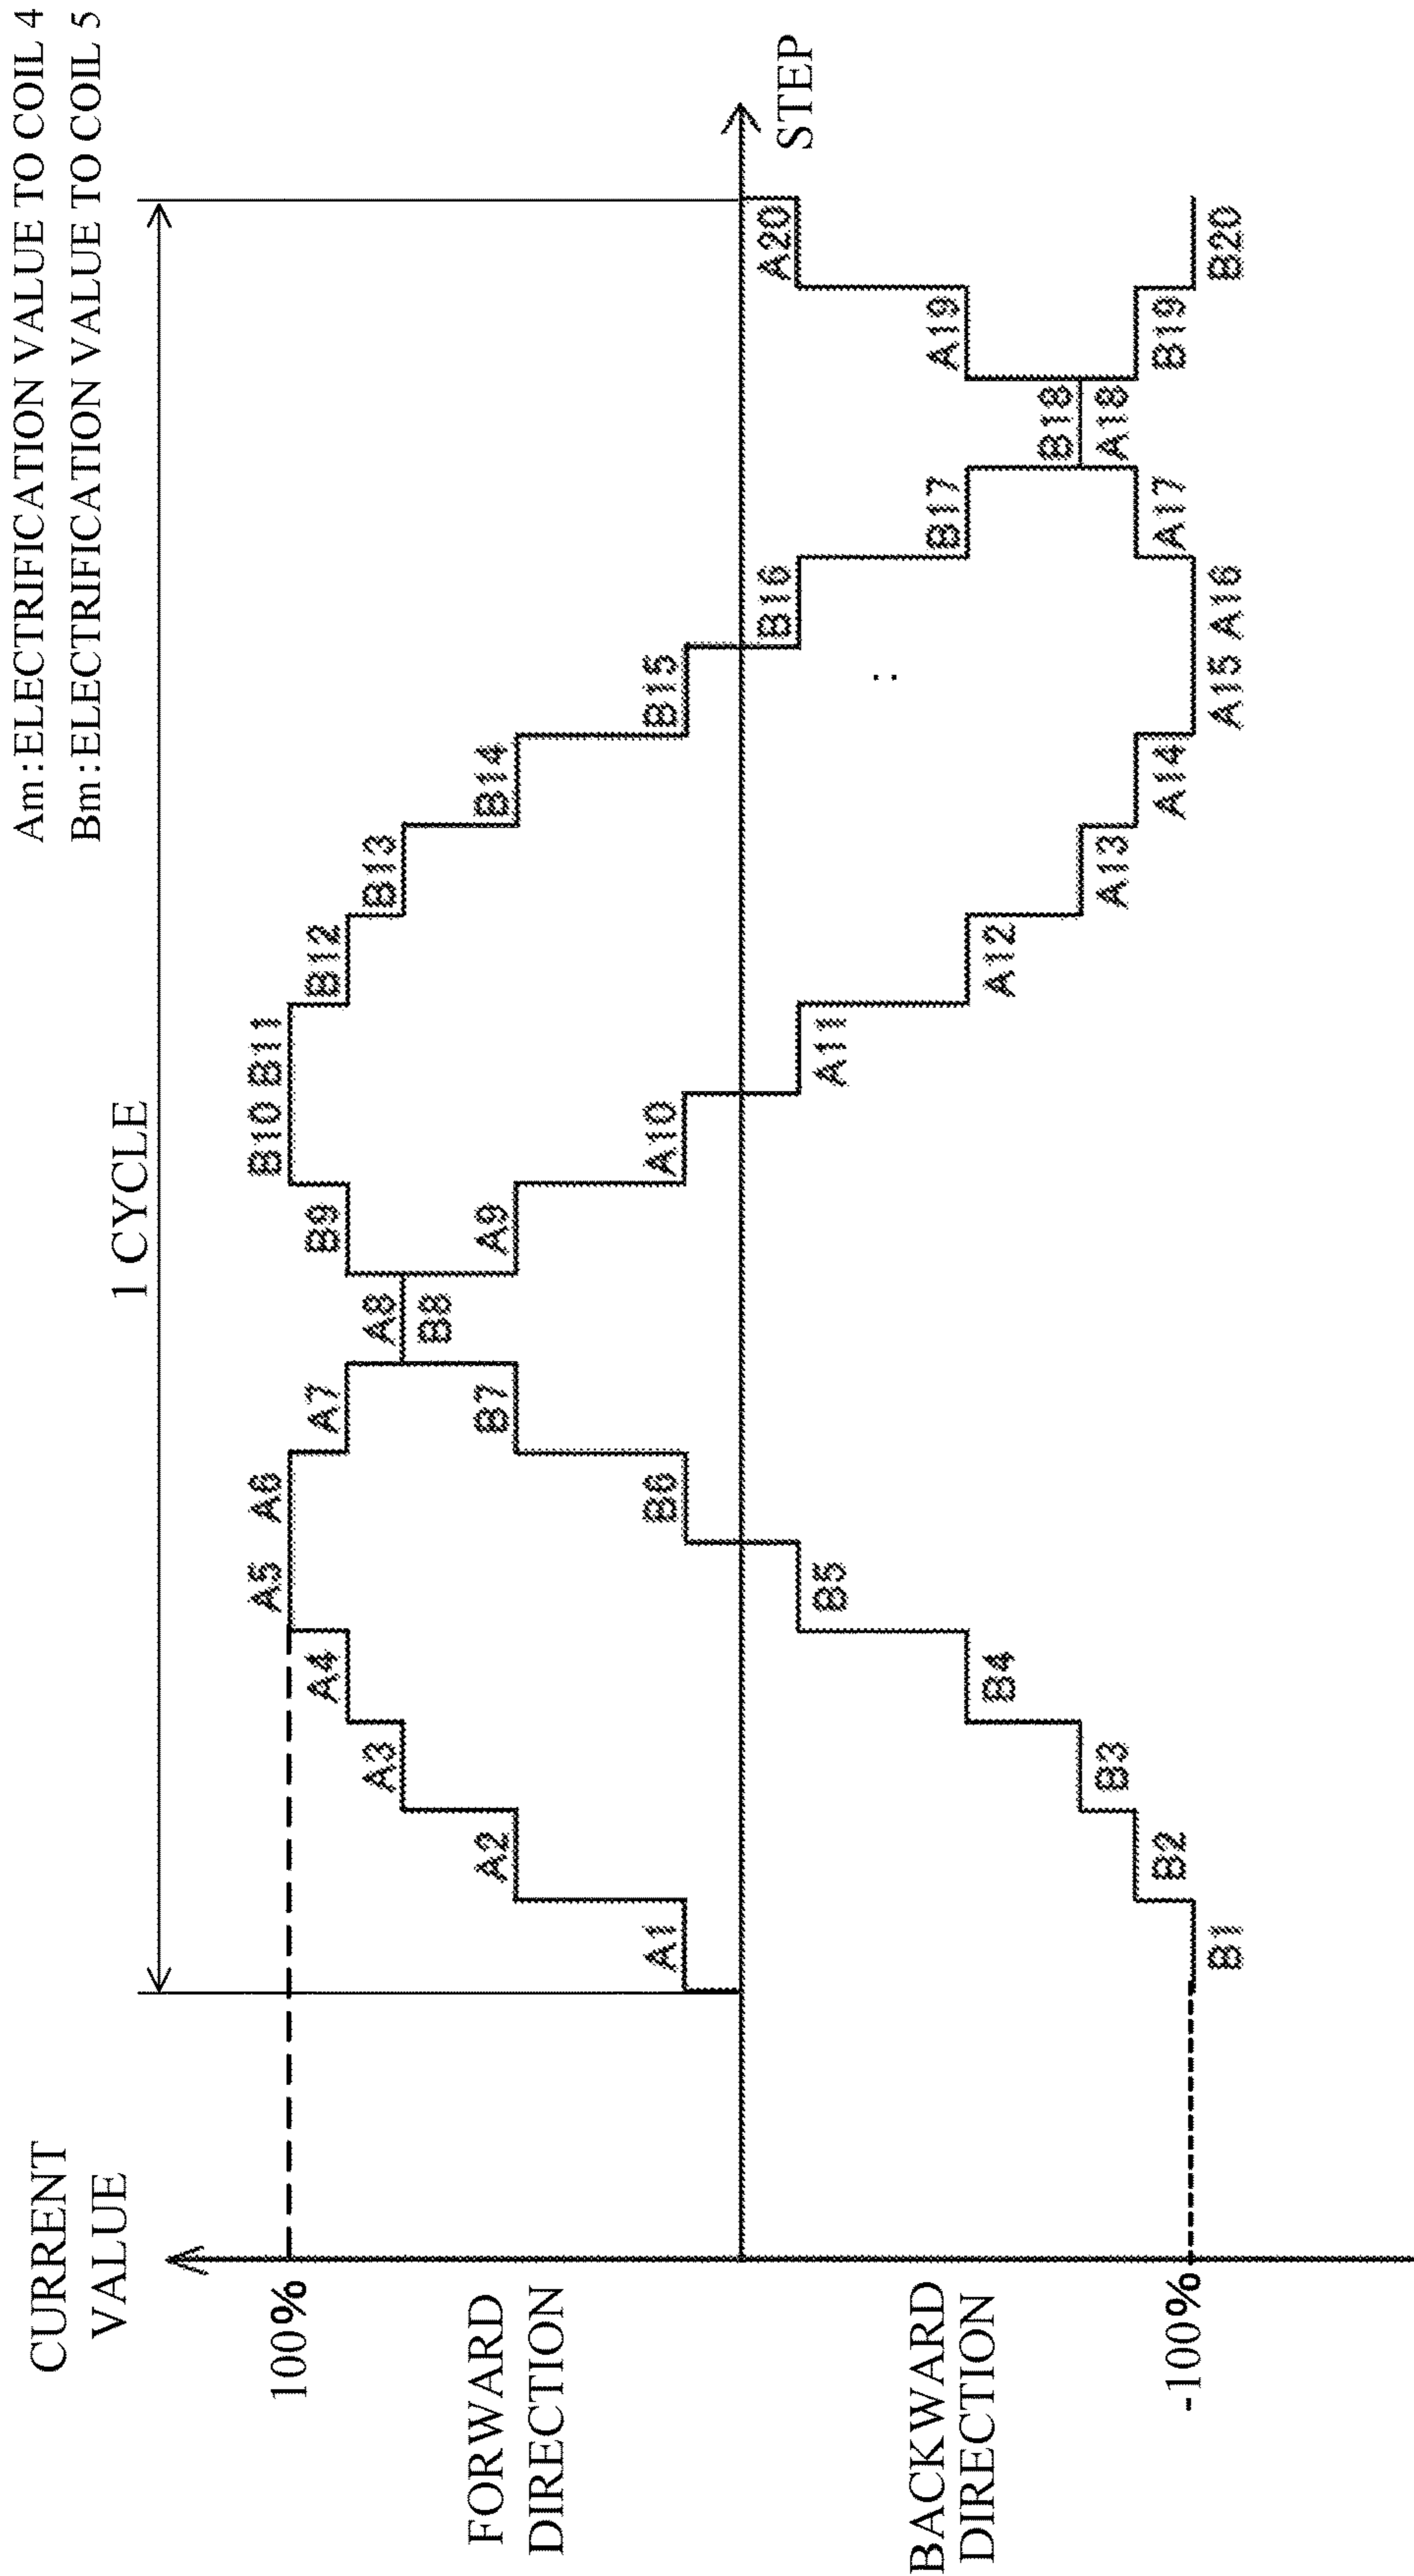 Am:ELECTRIFICATION VALUE TO COIL 4
Bm:ELECTRIFICATION VALUE TO COIL 5
CURRENT
VALUE
1 CYCLE
100%
FORWARD
DIRECTION
BACKWARD
DIRECTION
-100%
STEP
A1
A2
A3
A4
A5 A6
A7
A8
A9
A10
A11
A12
A13
A14
A15 A16
A17
A18
A19
A20
B1
B2
B3
B4
B5
B6
B7
B8
B9
B10 B11
B12
B13
B14
B15
B16
B17
B18
B19
B20